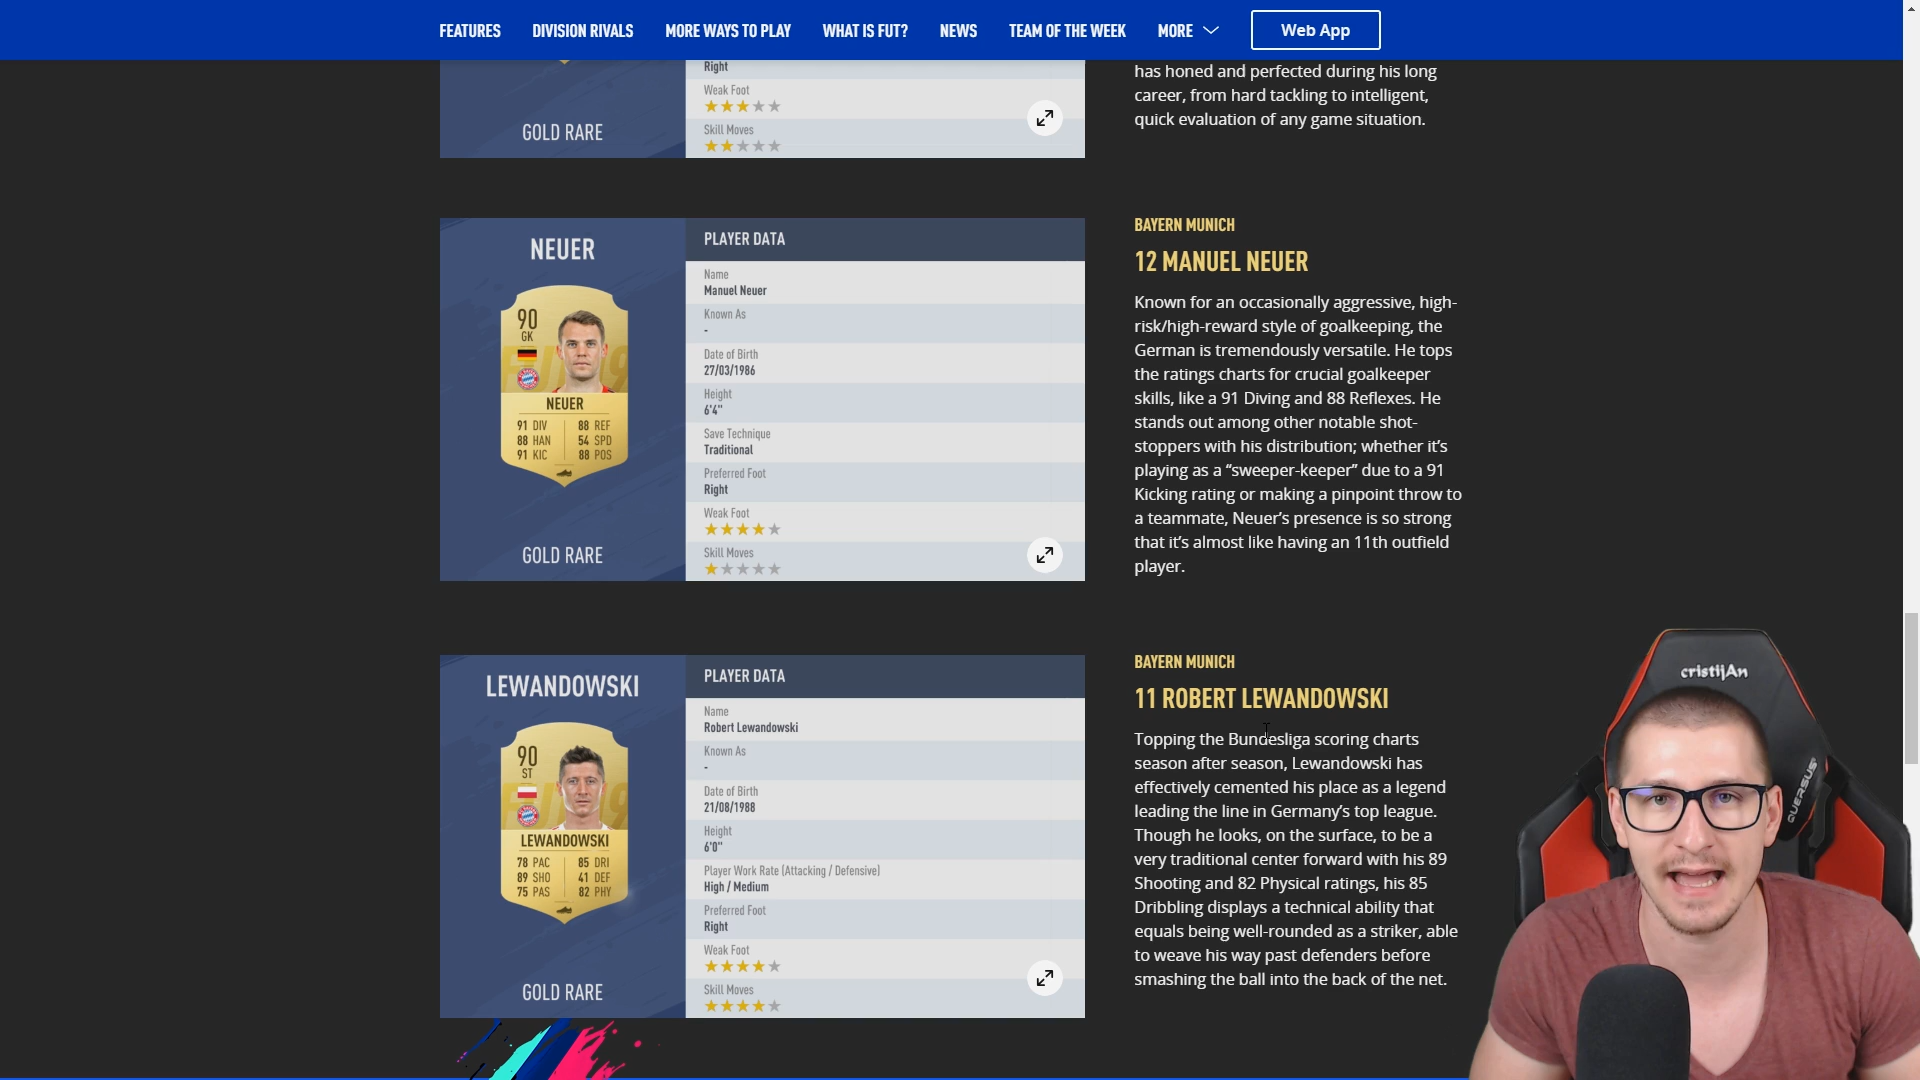 FEATURES DIVISION RIVALS MORE WAYS TO PLAY WHAT IS FUT? NEWS TEAM OF THE WEEK MORE Web App
Right
Weak Foot
Skill Moves
GOLD RARE
has honed and perfected during his long
career, from hard tackling to intelligent,
quick evaluation of any game situation.
NEUER
90
GK
NEUER
91 DIV 88 REF
88 HAN 54 SPD
91 KIC 88 POS
GOLD RARE
PLAYER DATA
Name
Manuel Neuer
Known As
-
Date of Birth
27/03/1986
Height
6'4"
Save Technique
Traditional
Preferred Foot
Right
Weak Foot
Skill Moves
BAYERN MUNICH
12 MANUEL NEUER
Known for an occasionally aggressive, high-
risk/high-reward style of goalkeeping, the
German is tremendously versatile. He tops
the ratings charts for crucial goalkeeper
skills, like a 91 Diving and 88 Reflexes. He
stands out among other notable shot-
stoppers with his distribution; whether it's
playing as a “sweeper-keeper” due to a 91
Kicking rating or making a pinpoint throw to
a teammate, Neuer’s presence is so strong
that it’s almost like having an 11th outfield
player.
LEWANDOWSKI
90
ST
LEWANDOWSKI
78 PAC 85 DRI
89 SHO 41 DEF
75 PAS 82 PHY
GOLD RARE
PLAYER DATA
Name
Robert Lewandowski
Known As
-
Date of Birth
21/08/1988
Height
6'0"
Player Work Rate (Attacking / Defensive)
High / Medium
Preferred Foot
Right
Weak Foot
Skill Moves
BAYERN MUNICH
11 ROBERT LEWANDOWSKI
Topping the Bundesliga scoring charts
season after season, Lewandowski has
effectively cemented his place as a legend
leading the line in Germany’s top league.
Though he looks, on the surface, to be a
very traditional center forward with his 89
Shooting and 82 Physical ratings, his 85
Dribbling displays a technical ability that
equals being well-rounded as a striker, able
to weave his way past defenders before
smashing the ball into the back of the net.
cristijAn
QUERSUS